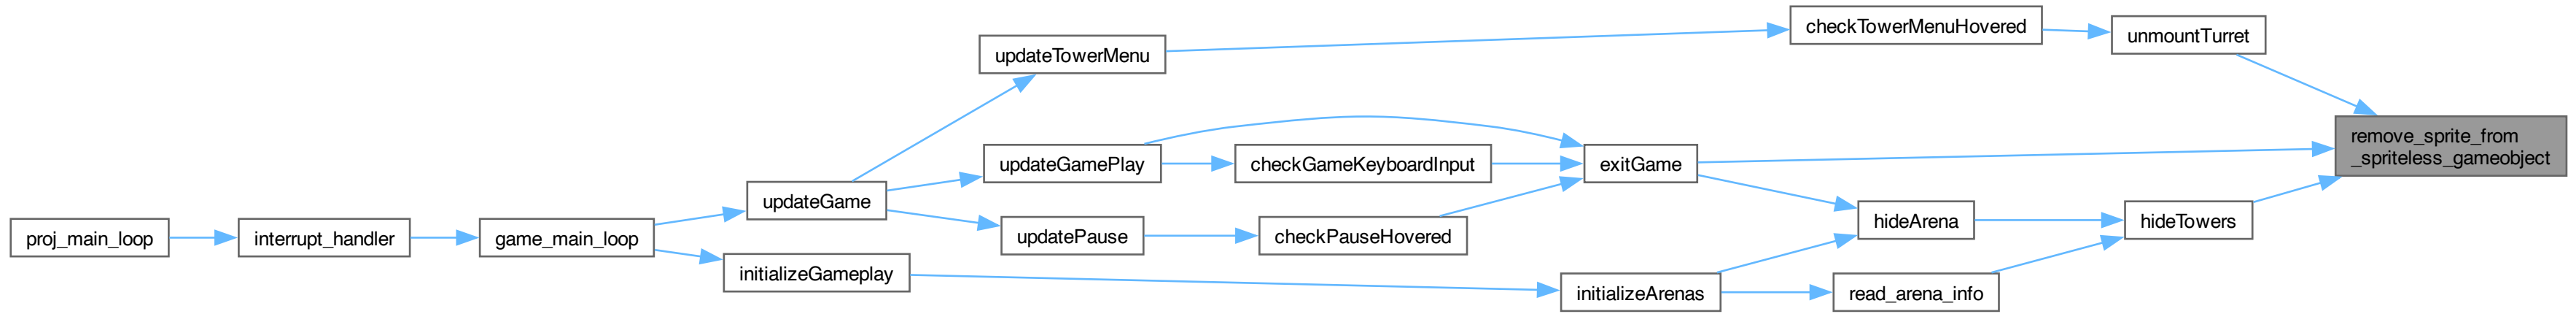 checkTowerMenuHovered
unmountTurret
updateTowerMenu
remove_sprite_from
_spriteless_gameobject
updateGamePlay
checkGameKeyboardInput
exitGame
updateGame
hideArena
hideTowers
proj_main_loop
interrupt_handler
game_main_loop
updatePause
checkPauseHovered
initializeGameplay
initializeArenas
read_arena_info